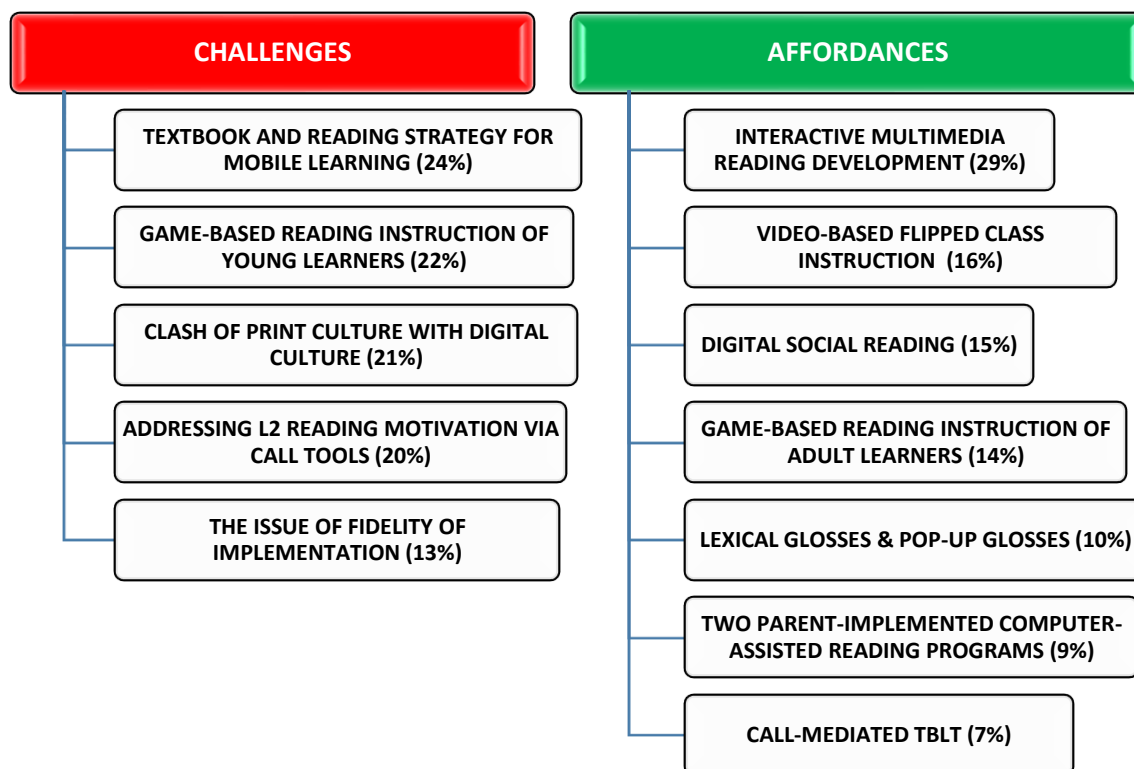 CHALLENGES
TEXTBOOK AND READING STRATEGY FOR
MOBILE LEARNING (24%)
GAME-BASED READING INSTRUCTION OF
YOUNG LEARNERS (22%)
CLASH OF PRINT CULTURE WITH DIGITAL
CULTURE (21%)
ADDRESSING L2 READING MOTIVATION VIA
CALL TOOLS (20%)
THE ISSUE OF FIDELITY OF
IMPLEMENTATION (13%)
AFFORDANCES
INTERACTIVE MULTIMEDIA
READING DEVELOPMENT (29%)
VIDEO-BASED FLIPPED CLASS
INSTRUCTION (16%)
DIGITAL SOCIAL READING (15%)
GAME-BASED READING INSTRUCTION OF
ADULT LEARNERS (14%)
LEXICAL GLOSSES & POP-UP GLOSSES (10%)
TWO PARENT-IMPLEMENTED COMPUTER-
ASSISTED READING PROGRAMS (9%)
CALL-MEDIATED TBLT (7%)